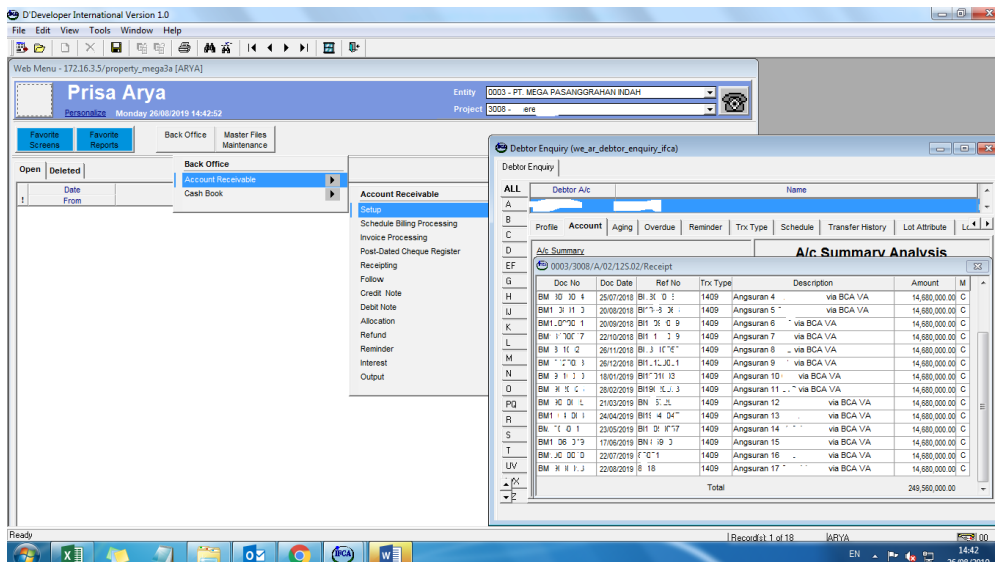 D'Developer International Version 1.0
File Edit View Tools Window Help
Web Menu - 172.16.3.5/property_mega3a [ARYA]
Prisa Arya
Personalize Monday 26/08/2019 14:42:52
Entity 0003 - PT. MEGA PASANGGRAHAN INDAH
Project 3008 - ere
Favorite Screens
Favorite Reports
Back Office
Master Files Maintenance
Open Deleted
! Date From
Back Office
Account Receivable
Cash Book
Account Receivable
Setup
Schedule Billing Processing
Invoice Processing
Post-Dated Cheque Register
Receipting
Follow
Credit Note
Debit Note
Allocation
Refund
Reminder
Interest
Output
Debtor Enquiry (we_ar_debtor_enquiry_ifca)
Debtor Enquiry
ALL
A
B
C
D
EF
G
H
IJ
K
L
M
N
O
PQ
R
S
T
UV
Z
Debtor A/c Name
Profile Account Aging Overdue Reminder Trx Type Schedule Transfer History Lot Attribute
A/c Summary A/c Summary Analysis
0003/3008/A/02/12S.02/Receipt
Doc No Doc Date Ref No Trx Type Description Amount M
25/07/2018 1409 Angsuran 4 via BCA VA 14,680,000.00 C
20/08/2018 1409 Angsuran 5 via BCA VA 14,680,000.00 C
20/09/2018 1409 Angsuran 6 via BCA VA 14,680,000.00 C
22/10/2018 1409 Angsuran 7 via BCA VA 14,680,000.00 C
26/11/2018 1409 Angsuran 8 via BCA VA 14,680,000.00 C
26/12/2018 1409 Angsuran 9 via BCA VA 14,680,000.00 C
18/01/2019 1409 Angsuran 10 via BCA VA 14,680,000.00 C
28/02/2019 1409 Angsuran 11 via BCA VA 14,680,000.00 C
21/03/2019 1409 Angsuran 12 via BCA VA 14,680,000.00 C
24/04/2019 1409 Angsuran 13 via BCA VA 14,680,000.00 C
23/05/2019 1409 Angsuran 14 via BCA VA 14,680,000.00 C
17/06/2019 1409 Angsuran 15 via BCA VA 14,680,000.00 C
22/07/2019 1409 Angsuran 16 via BCA VA 14,680,000.00 C
22/08/2019 1409 Angsuran 17 via BCA VA 14,680,000.00 C
Total 249,560,000.00
Ready Record(s): 1 of 18 ARYA 00
IFCA
EN 14:42
26/08/2019